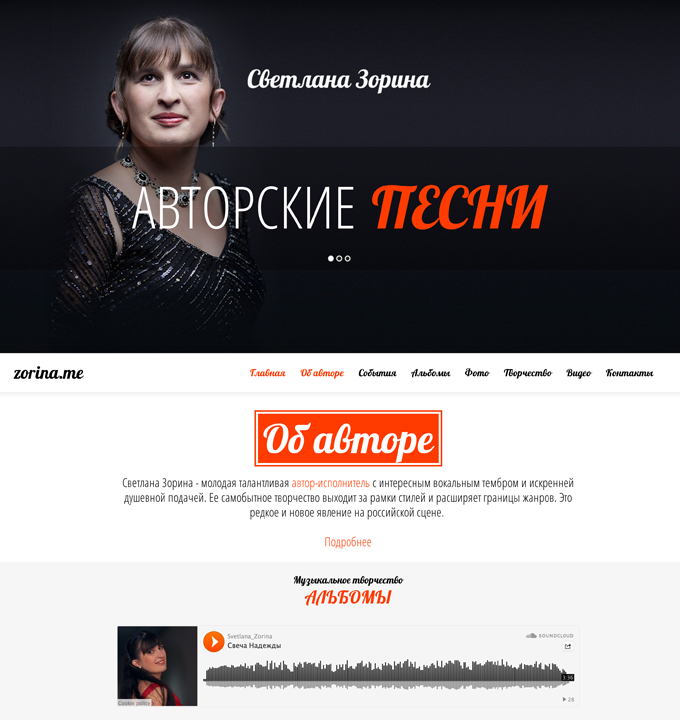 Светлана Зорина
АВТОРСКИЕ ПЕСНИ
zorina.me
Главная Об авторе События Альбомы Фото Творчество Видео Контакты
Об авторе
Светлана Зорина - молодая талантливая автор-исполнитель с интересным вокальным тембром и искренней
душевной подачей. Ее самобытное творчество выходит за рамки стилей и расширяет границы жанров. Это
редкое и новое явление на российской сцене.
Подробнее
Музыкальное творчество
АЛЬБОМЫ
Svetlana_Zorina
SOUNDCLOUD
Свеча Надежды
3:36
Cookie policy
28